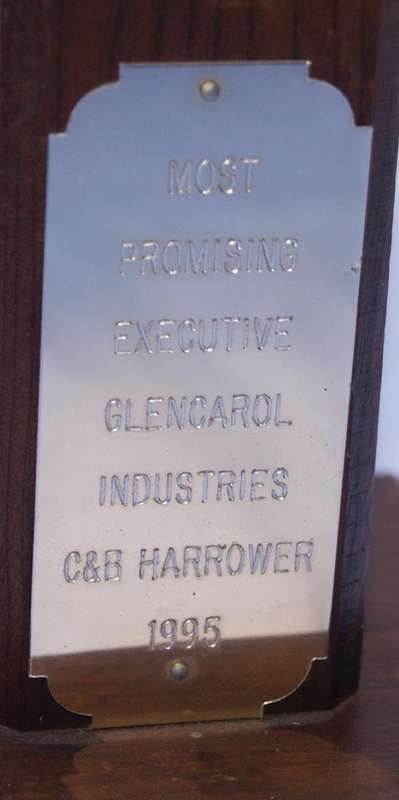 MOST
PROMISING
EXECUTIVE
GLENCAROL
INDUSTRIES
C&B HARROWER
1995